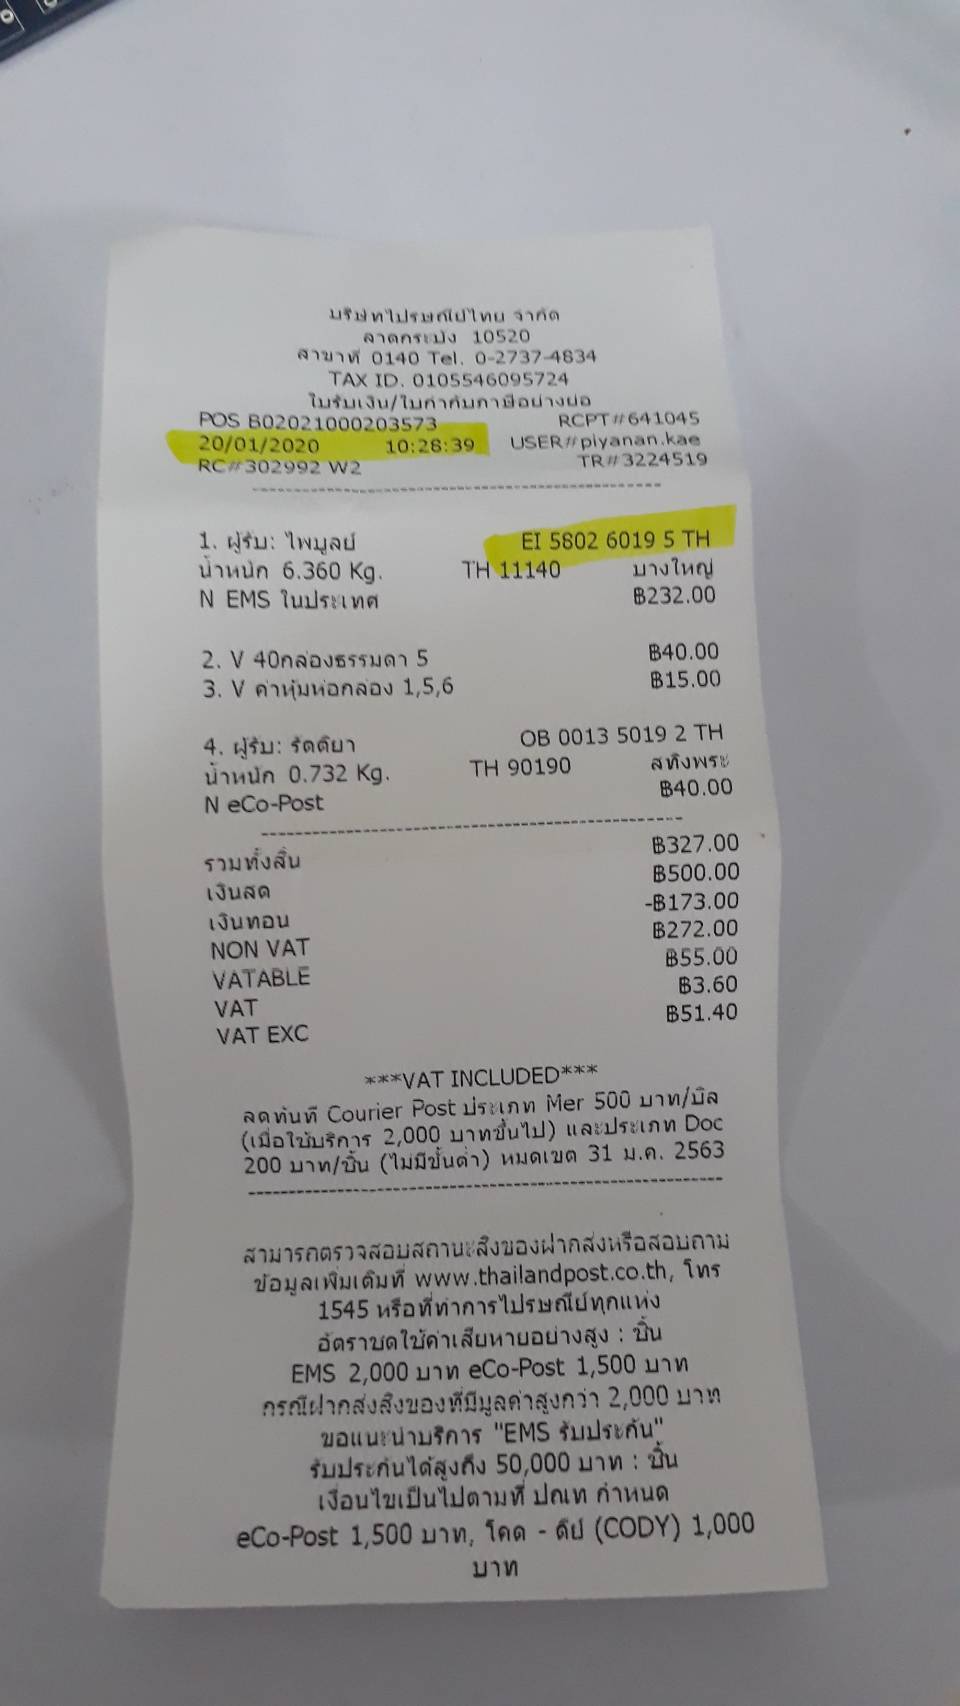 บริษัทไปรษณีย์ไทย จำกัด
ลาดกระบัง 10520
สาขาที่ 0140 Tel. 0-2737-4834
TAX ID. 0105546095724
ใบรับเงิน/ใบกำกับภาษีอย่างย่อ
POS B02021000203573 RCPT#641045
20/01/2020 10:28:39 USER#piyanan.kae
RC#302992 W2 TR#3224519
1. ผู้รับ: ไพบูลย์ EI 5802 6019 5 TH
น้ำหนัก 6.360 Kg. TH 11140 บางใหญ่
N EMS ในประเทศ ฿232.00
2. V 40กล่องธรรมดา 5 ฿40.00
3. V ค่าหุ้มห่อกล่อง 1,5,6 ฿15.00
4. ผู้รับ: รัตติยา OB 0013 5019 2 TH
น้ำหนัก 0.732 Kg. TH 90190 สทิงพระ
N eCo-Post ฿40.00
รวมทั้งสิ้น ฿327.00
เงินสด ฿500.00
เงินทอน -฿173.00
NON VAT ฿272.00
VATABLE ฿55.00
VAT ฿3.60
VAT EXC ฿51.40
***VAT INCLUDED***
ลดทันที Courier Post ประเภท Mer 500 บาท/บิล
(เมื่อใช้บริการ 2,000 บาทขึ้นไป) และประเภท Doc
200 บาท/ชิ้น (ไม่มีขั้นต่ำ) หมดเขต 31 ม.ค. 2563
สามารถตรวจสอบสถานะสิ่งของฝากส่งหรือสอบถาม
ข้อมูลเพิ่มเติมที่ www.thailandpost.co.th, โทร
1545 หรือที่ทำการไปรษณีย์ทุกแห่ง
อัตราชดใช้ค่าเสียหายอย่างสูง : ชิ้น
EMS 2,000 บาท eCo-Post 1,500 บาท
กรณีฝากส่งสิ่งของที่มีมูลค่าสูงกว่า 2,000 บาท
ขอแนะนำบริการ "EMS รับประกัน"
รับประกันได้สูงถึง 50,000 บาท : ชิ้น
เงื่อนไขเป็นไปตามที่ ปณท กำหนด
eCo-Post 1,500 บาท, โคด - ดีย์ (CODY) 1,000
บาท